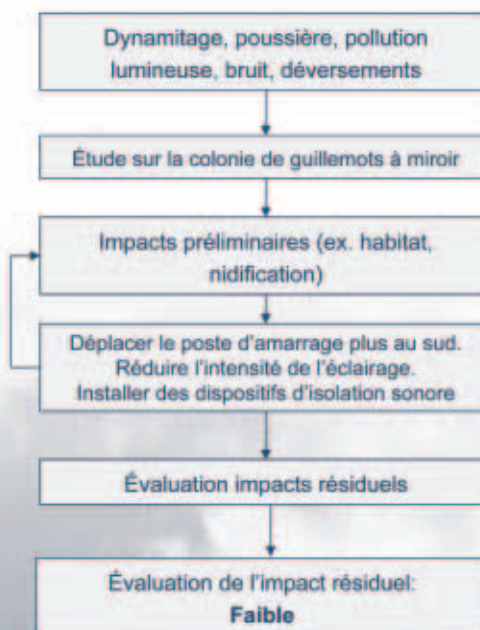 Dynamitage, poussière, pollution
lumineuse, bruit, déversements
Étude sur la colonie de guillemots à miroir
Impacts préliminaires (ex. habitat,
nidification)
Déplacer le poste d'amarrage plus au sud.
Réduire l'intensité de l'éclairage.
Installer des dispositifs d'isolation sonore
Évaluation impacts résiduels
Évaluation de l'impact résiduel:
Faible